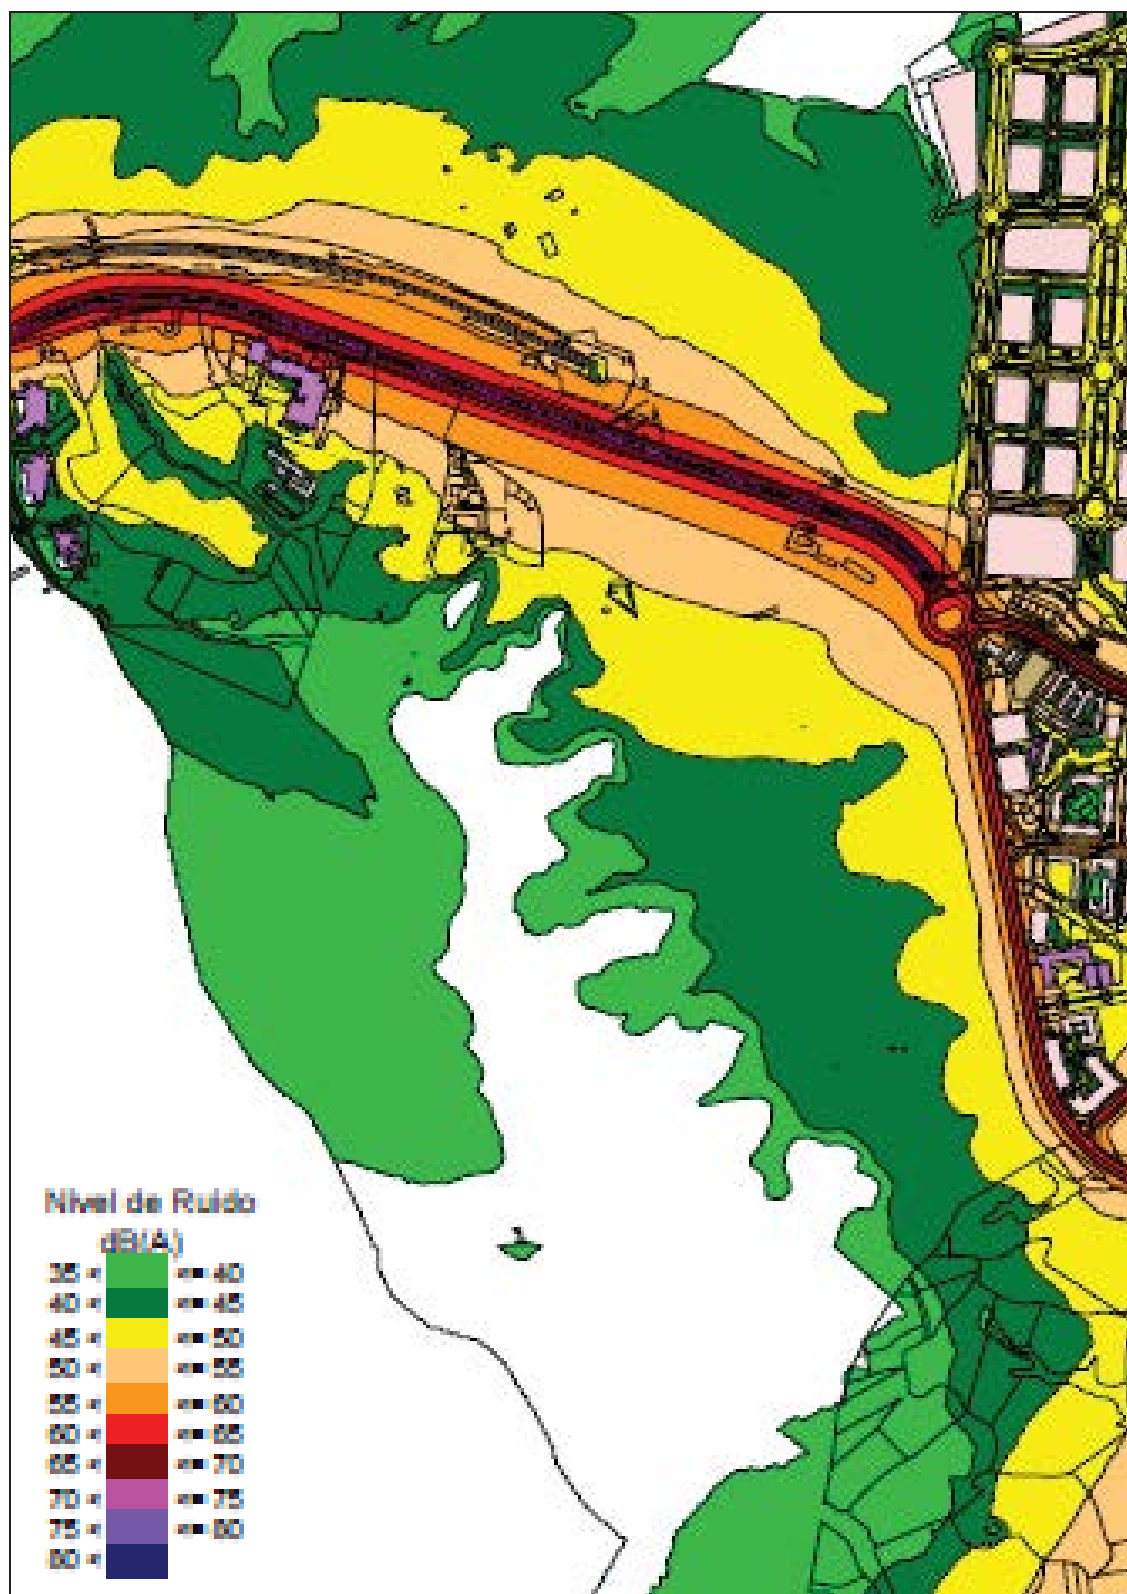 Nivel de Ruido
dB(A)
35 < <= 40
40 < <= 45
45 < <= 50
50 < <= 55
55 < <= 60
60 < <= 65
65 < <= 70
70 < <= 75
75 < <= 80
80 <